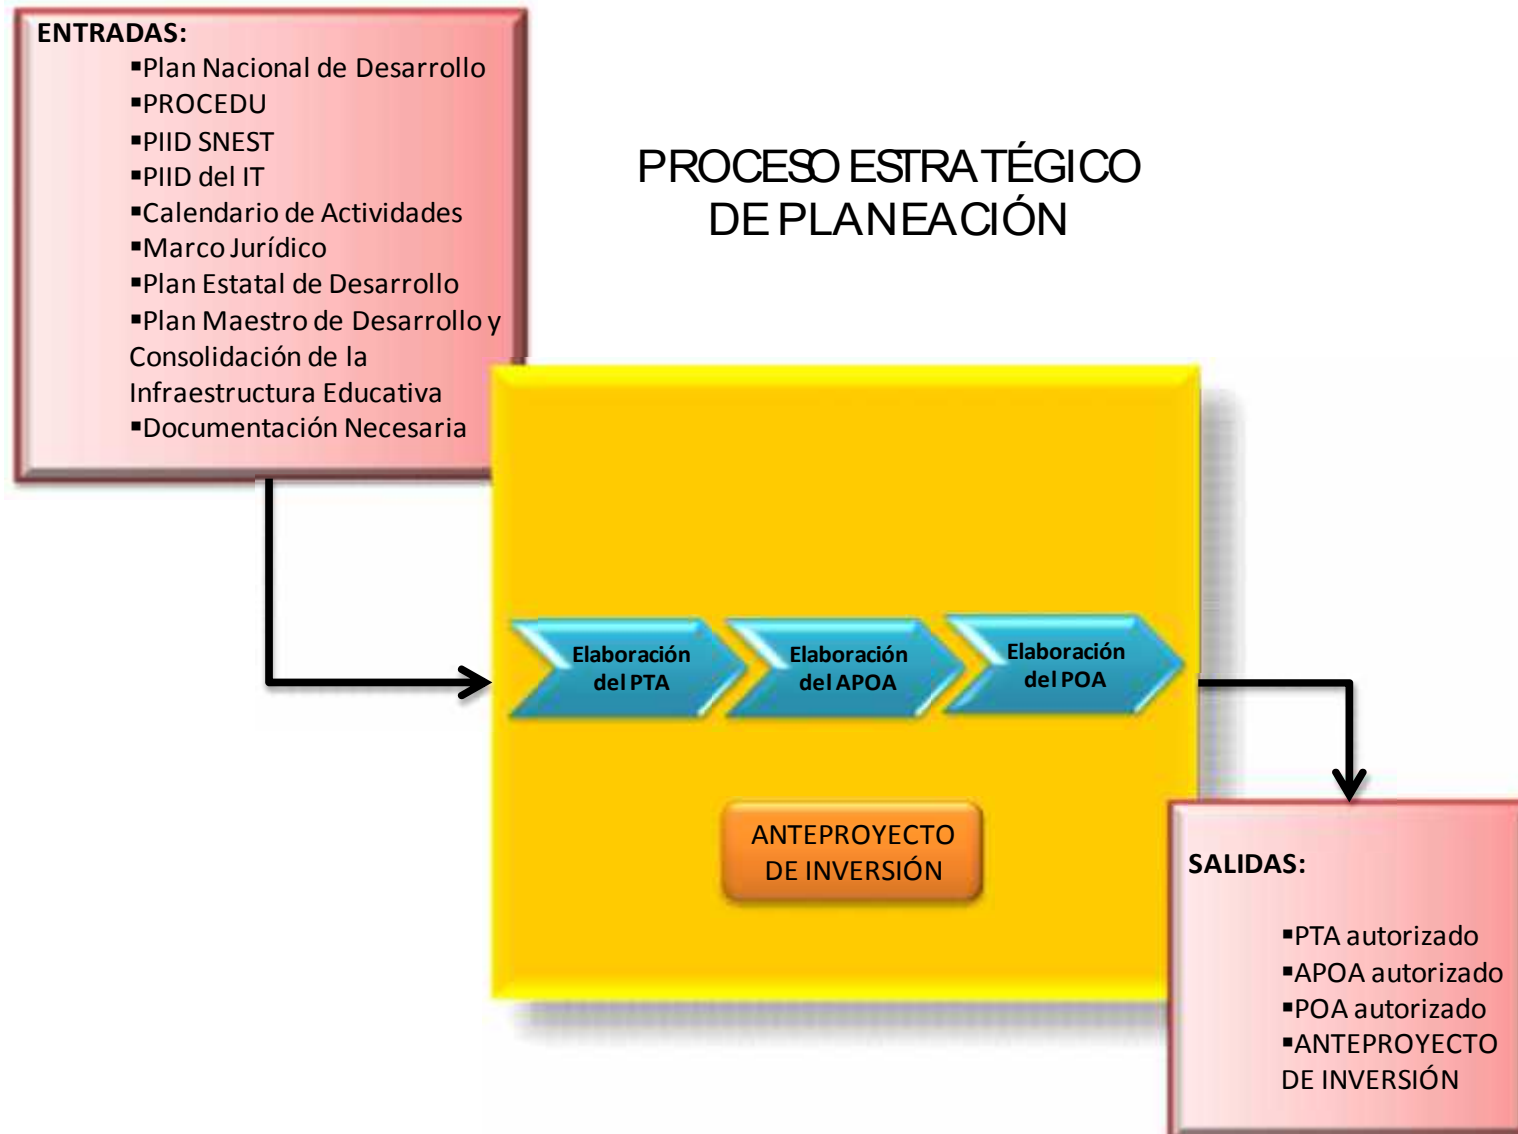 ENTRADAS:
▪Plan Nacional de Desarrollo
▪PROCEDU
▪PIID SNEST
▪PIID del IT
▪Calendario de Actividades
▪Marco Jurídico
▪Plan Estatal de Desarrollo
▪Plan Maestro de Desarrollo y
Consolidación de la
Infraestructura Educativa
▪Documentación Necesaria
PROCESO ESTRATÉGICO
DE PLANEACIÓN
Elaboración
del PTA
Elaboración
del APOA
Elaboración
del POA
ANTEPROYECTO
DE INVERSIÓN
SALIDAS:
▪PTA autorizado
▪APOA autorizado
▪POA autorizado
▪ANTEPROYECTO
DE INVERSIÓN